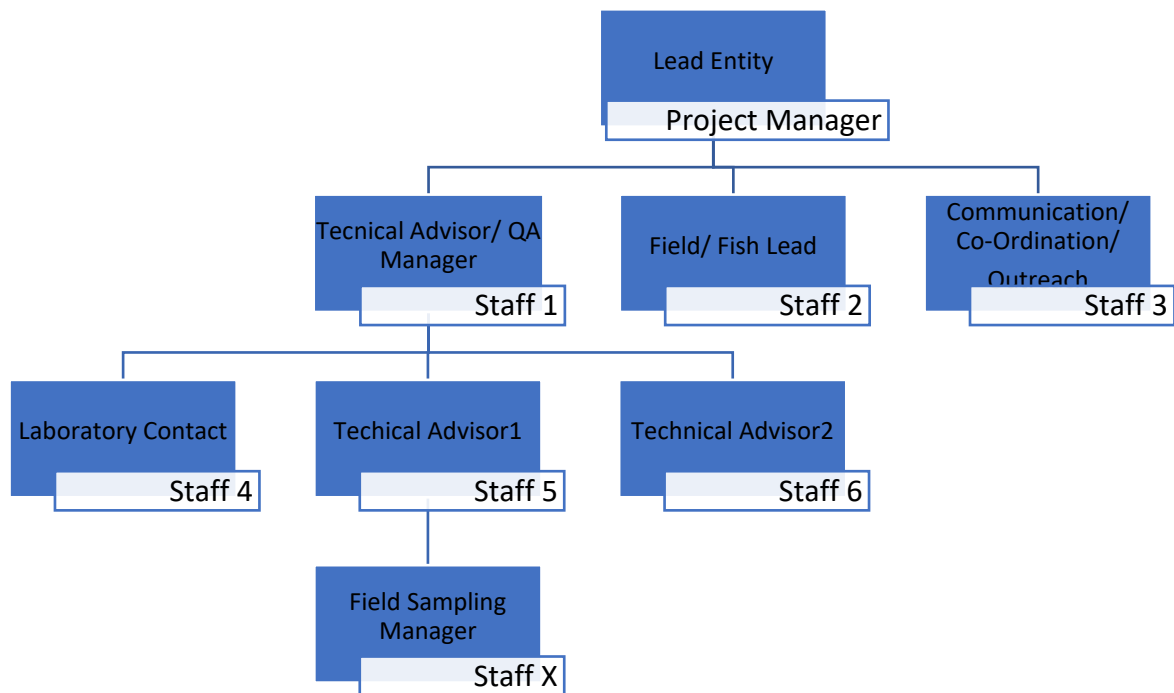 Lead Entity
Project Manager
Tecnical Advisor/ QA
Manager
Staff 1
Field/ Fish Lead
Staff 2
Communication/
Co-Ordination/
Outreach
Staff 3
Laboratory Contact
Staff 4
Techical Advisor1
Staff 5
Technical Advisor2
Staff 6
Field Sampling
Manager
Staff X